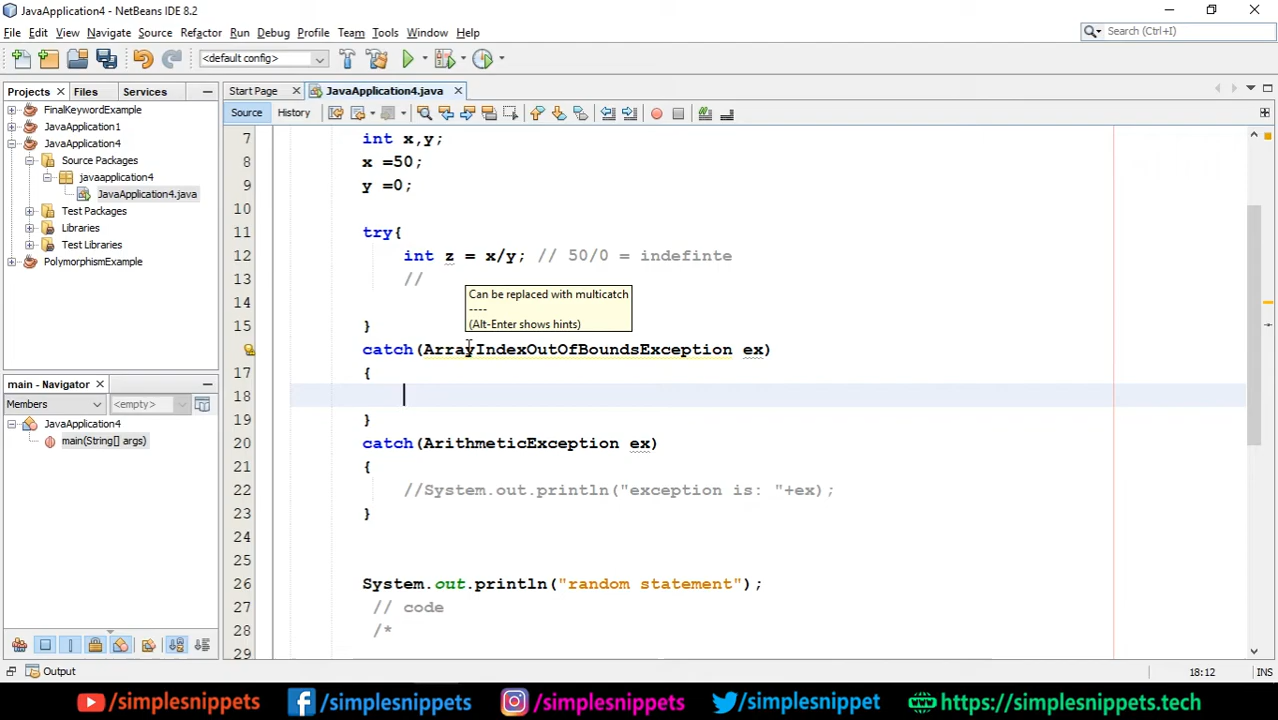 JavaApplication4 - NetBeans IDE 8.2
File Edit View Navigate Source Refactor Run Debug Profile Team Tools Window Help
Search (Ctrl+I)
<default config>
Projects Files Services
Start Page JavaApplication4.java
Source History
FinalKeywordExample
JavaApplication1
JavaApplication4
Source Packages
javaapplication4
JavaApplication4.java
Test Packages
Libraries
Test Libraries
PolymorphismExample
main - Navigator
Members <empty>
JavaApplication4
main(String[] args)
7 int x,y;
8 x =50;
9 y =0;
10
11 try{
12 int z = x/y; // 50/0 = indefinte
13 //
14
15 }
Can be replaced with multicatch
----
(Alt-Enter shows hints)
catch(ArrayIndexOutOfBoundsException ex)
17 {
18
19 }
20 catch(ArithmeticException ex)
21 {
22 //System.out.println("exception is: "+ex);
23 }
24
25
26 System.out.println("random statement");
27 // code
28 /*
29
Output
18:12 INS
/simplesnippets /simplesnippets /simplesnippets /simplesnippets https://simplesnippets.tech